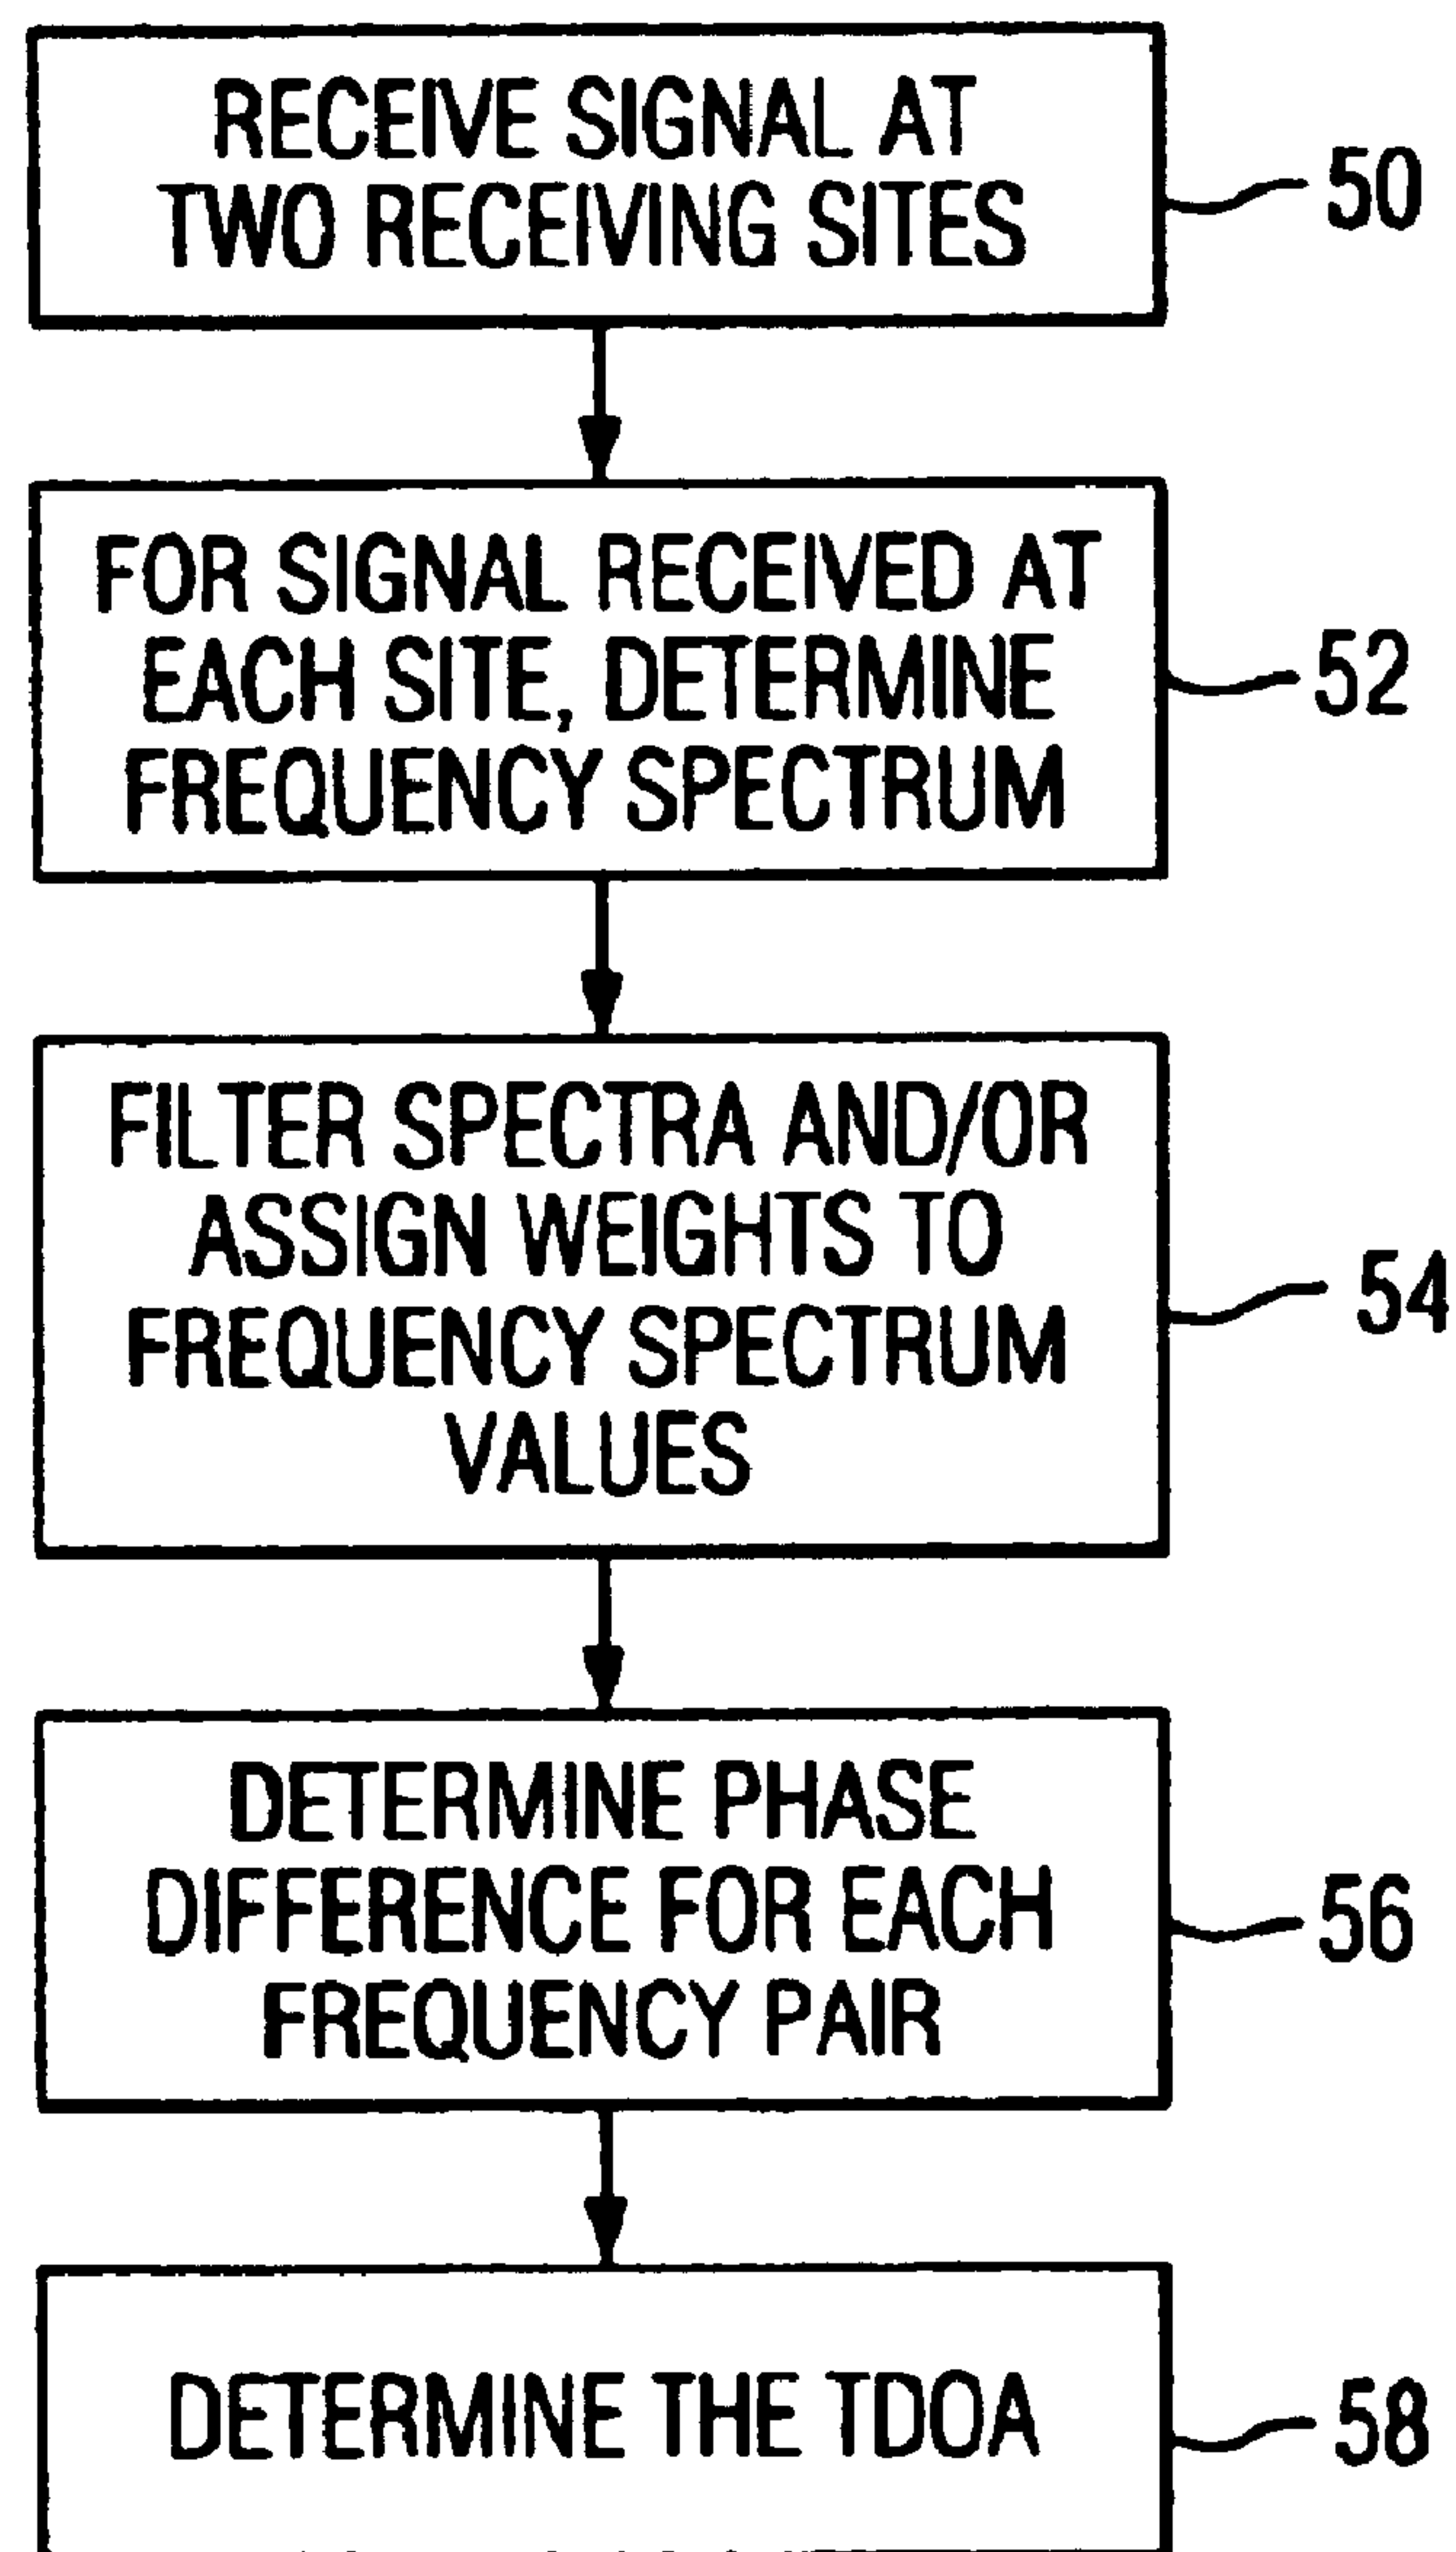 RECEIVE SIGNAL AT
TWO RECEIVING SITES
50
FOR SIGNAL RECEIVED AT
EACH SITE, DETERMINE
FREQUENCY SPECTRUM
52
FILTER SPECTRA AND/OR
ASSIGN WEIGHTS TO
FREQUENCY SPECTRUM
VALUES
54
DETERMINE PHASE
DIFFERENCE FOR EACH
FREQUENCY PAIR
56
DETERMINE THE TDOA
58